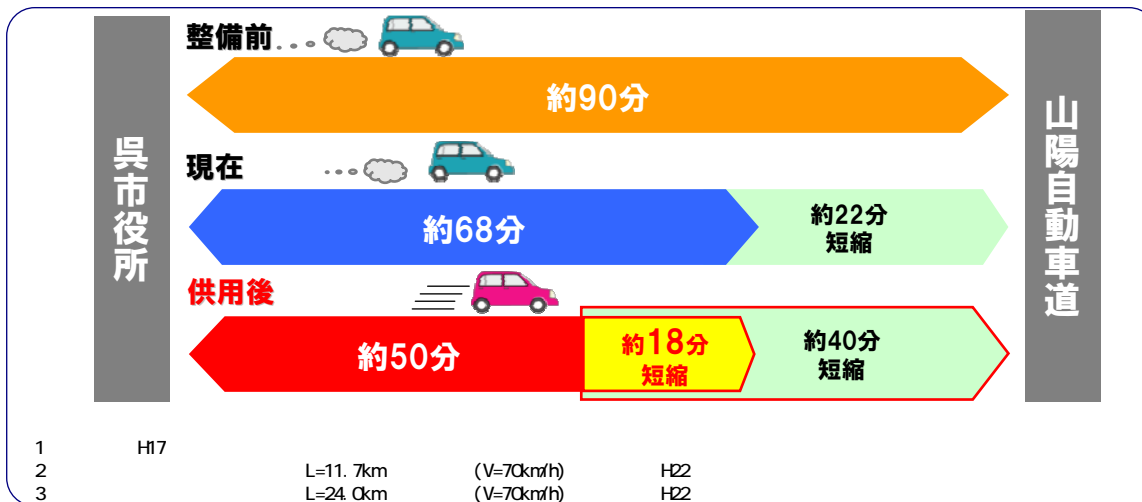 整備前
約90分
現在
約68分
約22分
短縮
供用後
約50分
約18分
短縮
約40分
短縮
呉市役所
山陽自動車道
1 H17
2 L=11.7km (V=70km/h) H22
3 L=24.0km (V=70km/h) H22